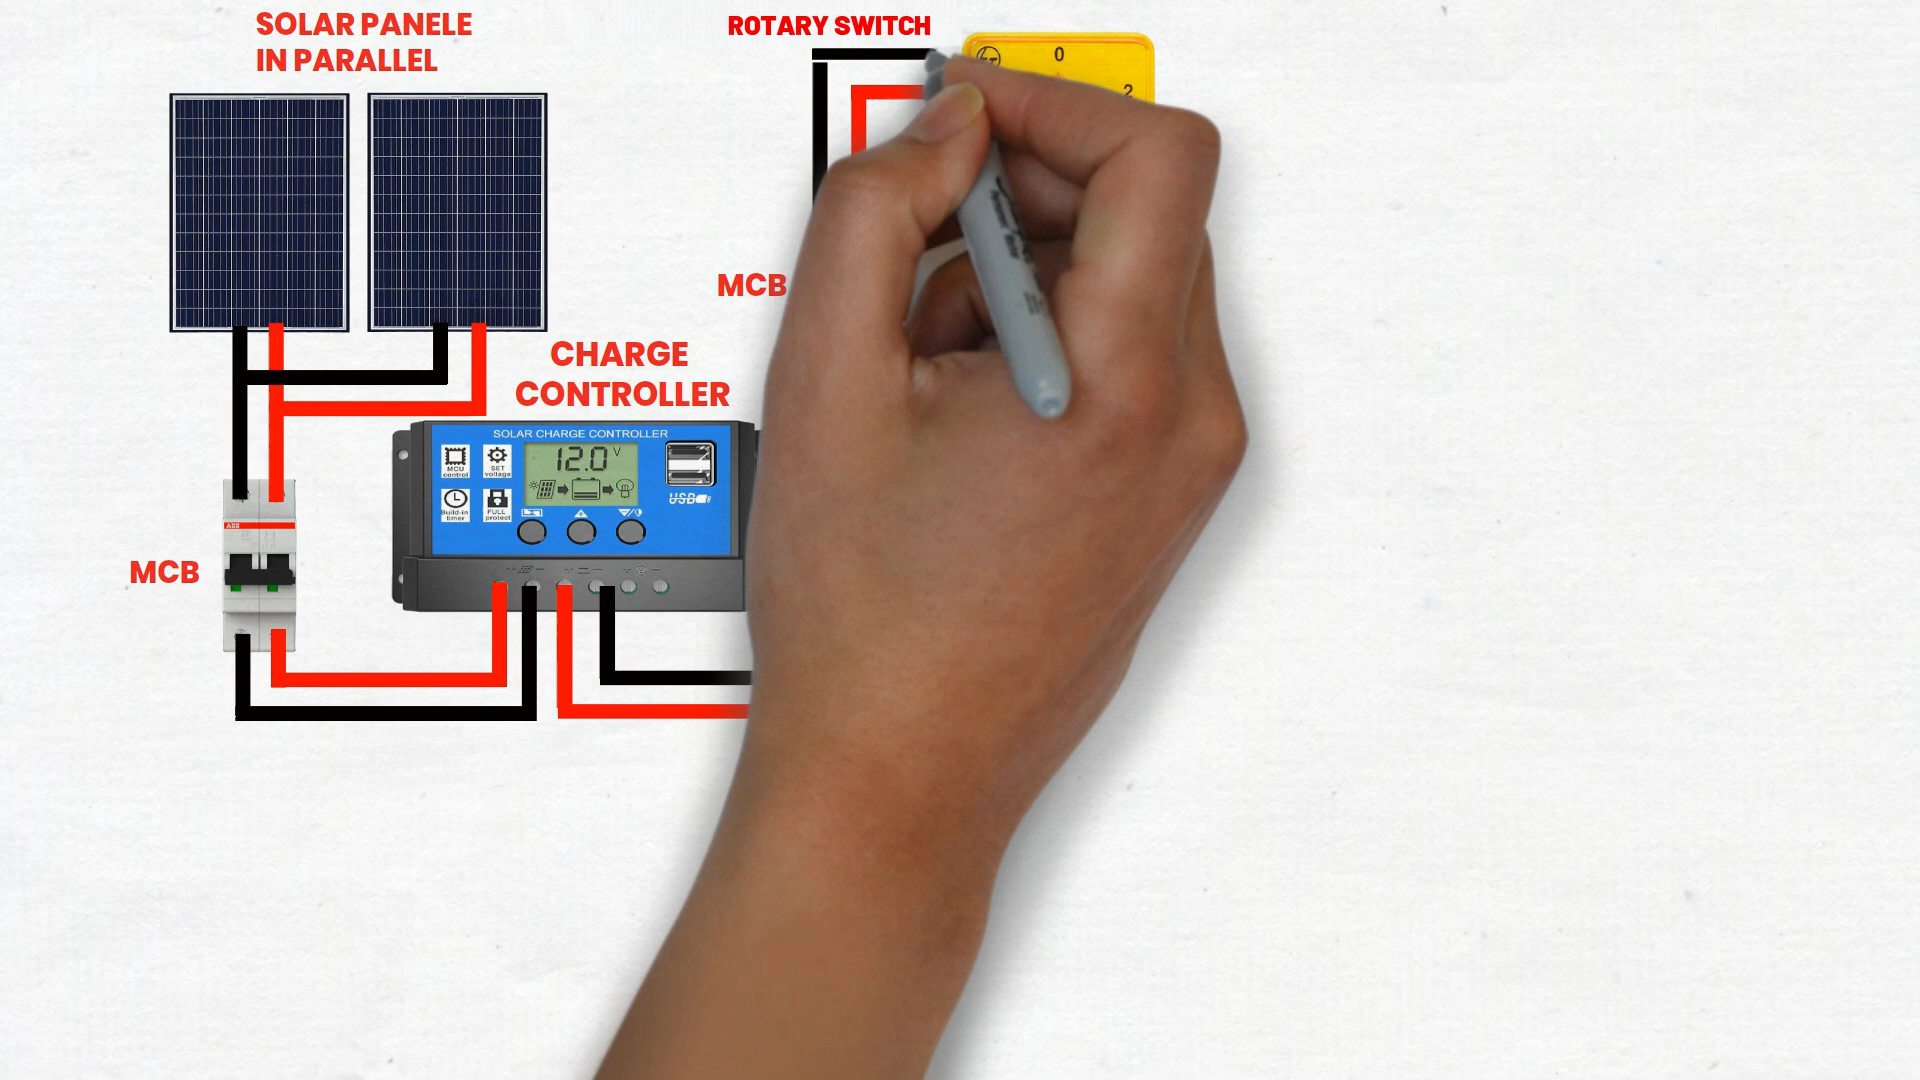 SOLAR PANELE
IN PARALLEL
ROTARY SWITCH
0
2
MCB
CHARGE
CONTROLLER
SOLAR CHARGE CONTROLLER
MCU
control
SET
voltage
12.0 V
Build-in
timer
FULL
protect
USB
ABB
MCB